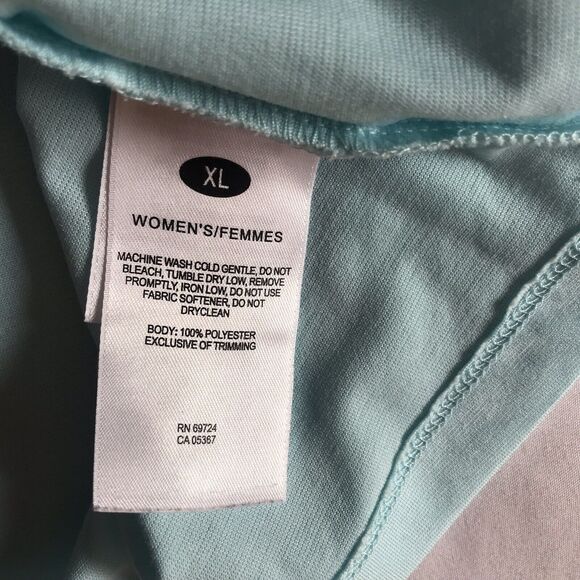 XL
WOMEN'S/FEMMES
MACHINE WASH COLD GENTLE, DO NOT
BLEACH, TUMBLE DRY LOW, REMOVE
PROMPTLY, IRON LOW, DO NOT USE
FABRIC SOFTENER, DO NOT
DRYCLEAN
BODY: 100% POLYESTER
EXCLUSIVE OF TRIMMING
RN 69724
CA 05367